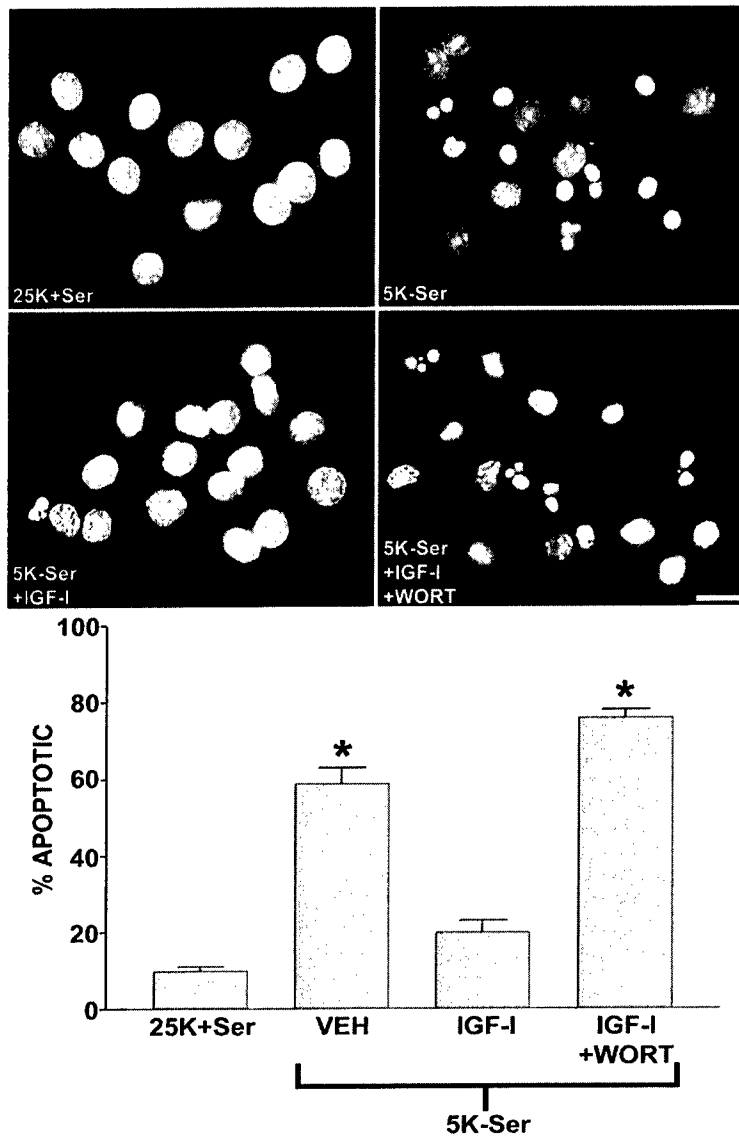 25K+Ser
5K-Ser
5K-Ser
+IGF-I
5K-Ser
+IGF-I
+WORT
100
80
60
40
20
0
% APOPTOTIC
*
*
25K+Ser
VEH
IGF-I
IGF-I
+WORT
5K-Ser